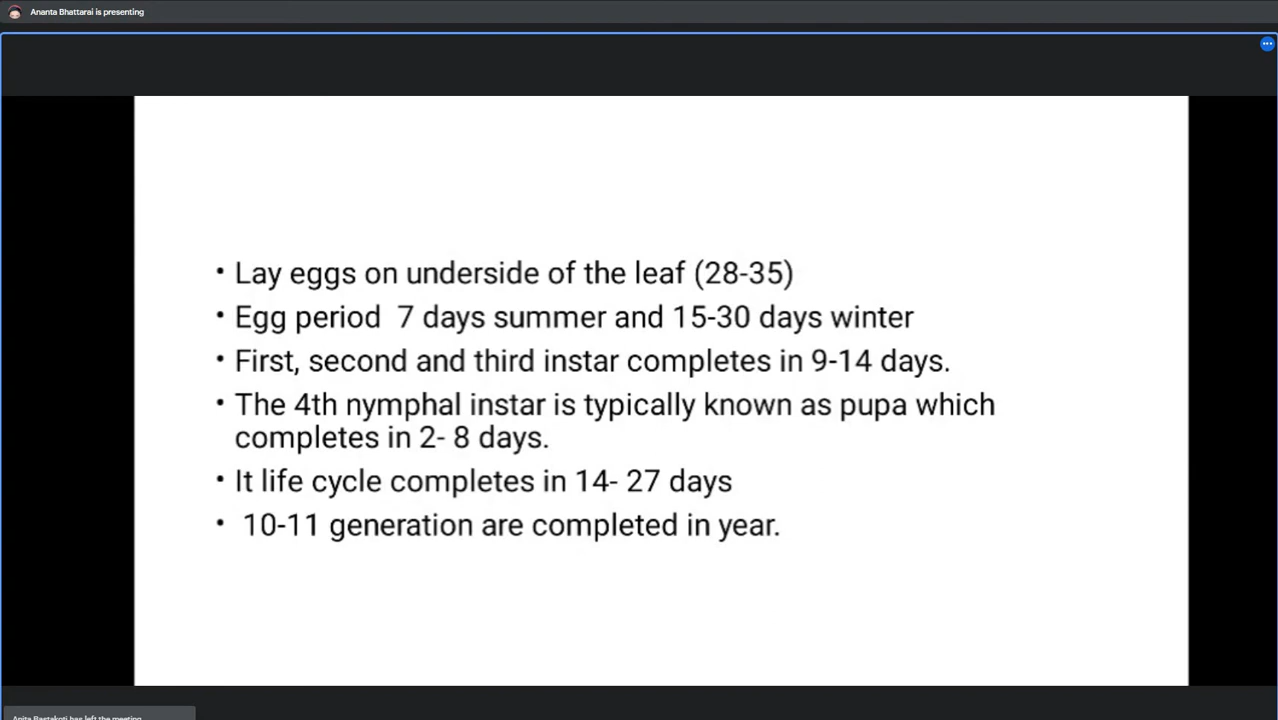 Ananta Bhattarai is presenting
• Lay eggs on underside of the leaf (28-35)
• Egg period 7 days summer and 15-30 days winter
• First, second and third instar completes in 9-14 days.
• The 4th nymphal instar is typically known as pupa which
completes in 2- 8 days.
• It life cycle completes in 14- 27 days
• 10-11 generation are completed in year.
Anita Bastakoti has left the meeting